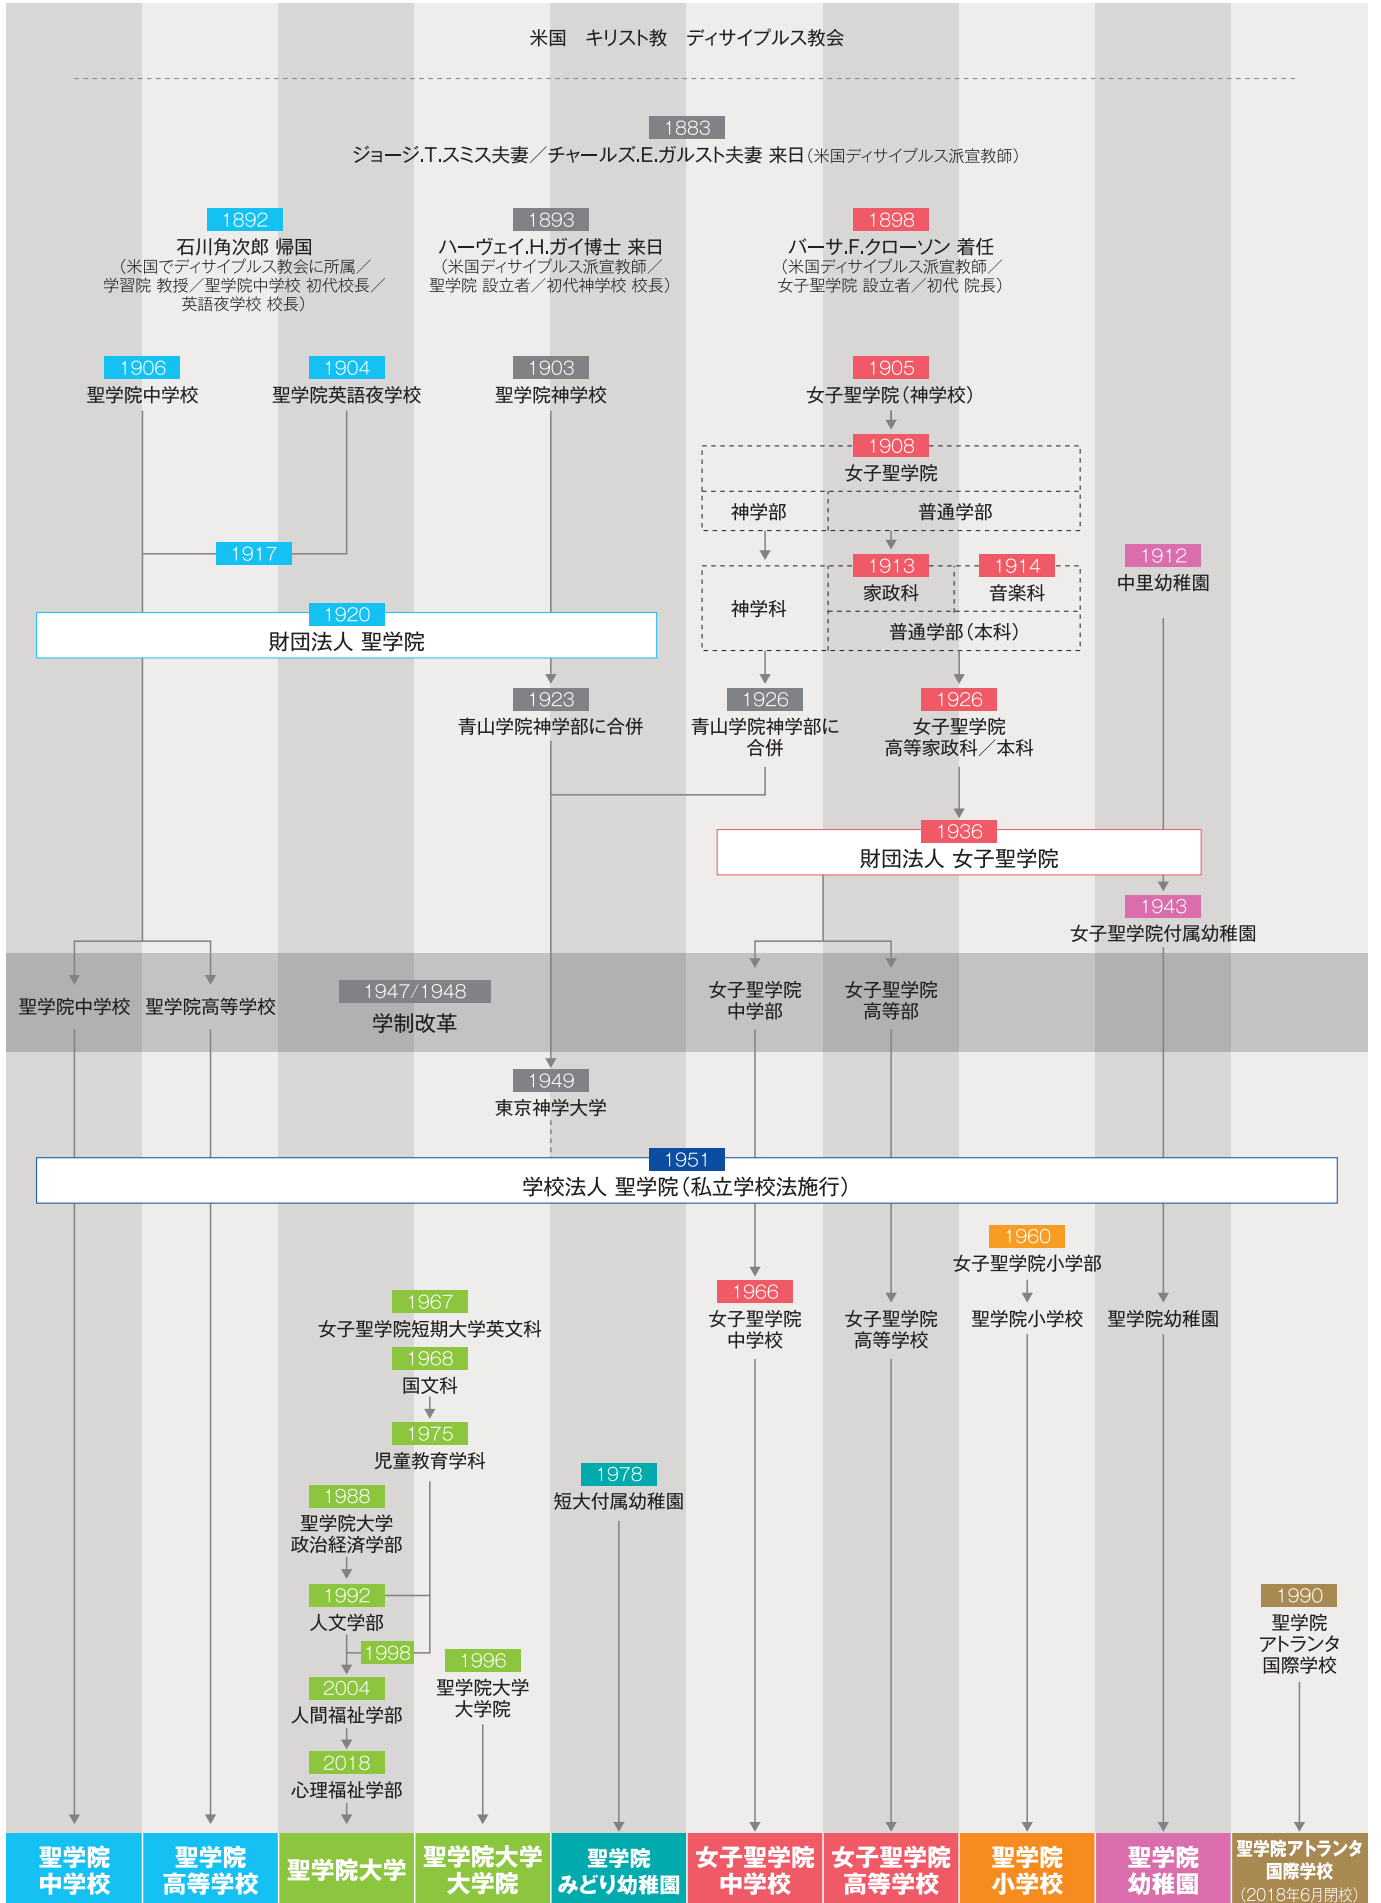 米国　キリスト教　ディサイプルス教会
1883
ジョージ.T.スミス夫妻／チャールズ.E.ガルスト夫妻 来日（米国ディサイプルス派宣教師）
1892
石川角次郎 帰国
（米国でディサイプルス教会に所属／
学習院 教授／聖学院中学校 初代校長／
英語夜学校 校長）
1893
ハーヴェイ.H.ガイ博士 来日
（米国ディサイプルス派宣教師／
聖学院 設立者／初代神学校 校長）
1898
バーサ.F.クローソン 着任
（米国ディサイプルス派宣教師／
女子聖学院 設立者／初代 院長）
1906
聖学院中学校
1904
聖学院英語夜学校
1903
聖学院神学校
1905
女子聖学院（神学校）
1908
女子聖学院
神学部
普通学部
1917
1913
家政科
1914
音楽科
神学科
普通学部（本科）
1912
中里幼稚園
1920
財団法人 聖学院
1923
青山学院神学部に合併
1926
青山学院神学部に
合併
1926
女子聖学院
高等家政科／本科
1936
財団法人 女子聖学院
1943
女子聖学院付属幼稚園
聖学院中学校
聖学院高等学校
1947/1948
学制改革
女子聖学院
中学部
女子聖学院
高等部
1949
東京神学大学
1951
学校法人 聖学院（私立学校法施行）
1960
女子聖学院小学部
聖学院小学校
1966
女子聖学院
中学校
女子聖学院
高等学校
聖学院幼稚園
1967
女子聖学院短期大学英文科
1968
国文科
1975
児童教育学科
1978
短大付属幼稚園
1988
聖学院大学
政治経済学部
1992
人文学部
1998
1996
聖学院大学
大学院
2004
人間福祉学部
2018
心理福祉学部
1990
聖学院
アトランタ
国際学校
聖学院
中学校
聖学院
高等学校
聖学院大学
聖学院大学
大学院
聖学院
みどり幼稚園
女子聖学院
中学校
女子聖学院
高等学校
聖学院
小学校
聖学院
幼稚園
聖学院アトランタ
国際学校
（2018年6月閉校）